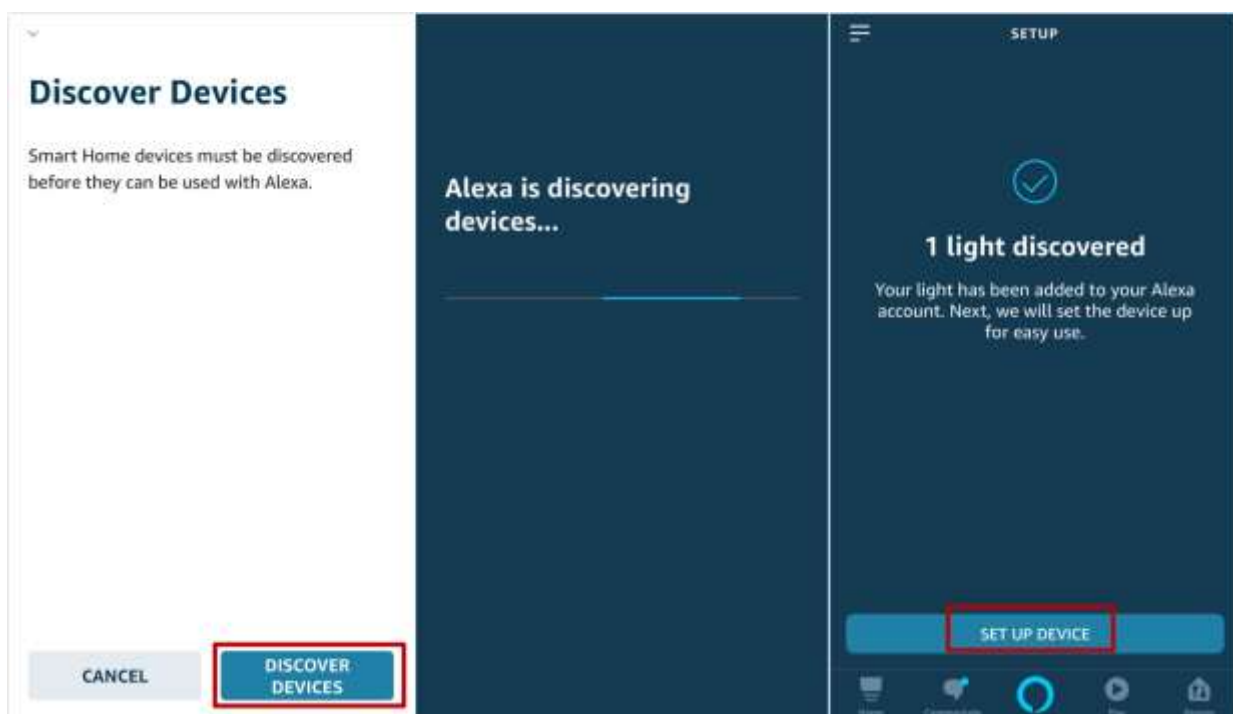 Discover Devices
Smart Home devices must be discovered
before they can be used with Alexa.
CANCEL
DISCOVER
DEVICES
Alexa is discovering
devices...
SETUP
1 light discovered
Your light has been added to your Alexa
account. Next, we will set the device up
for easy use.
SET UP DEVICE